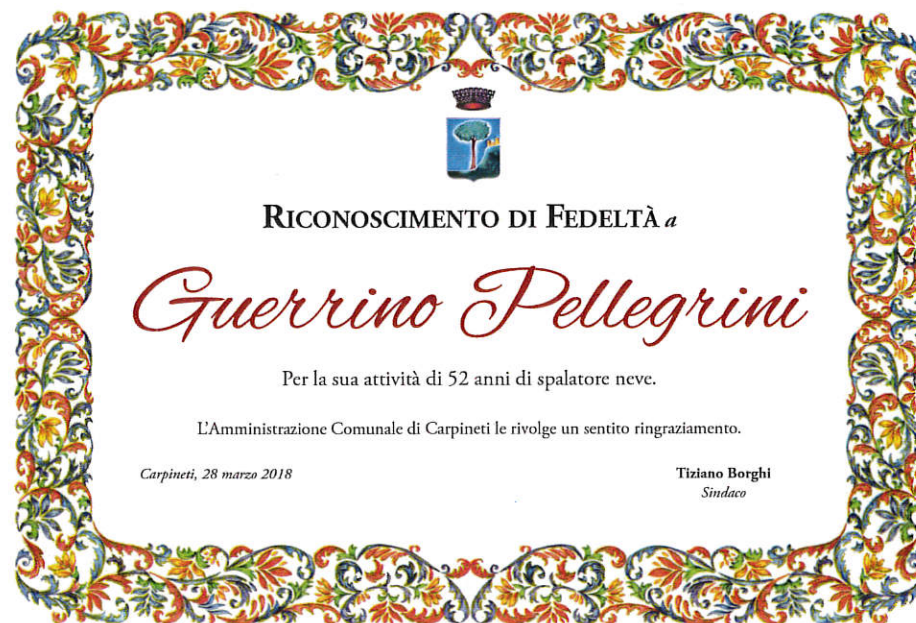 RICONOSCIMENTO DI FEDELTÀ a
Guerrino Pellegrini
Per la sua attività di 52 anni di spalatore neve.
L'Amministrazione Comunale di Carpineti le rivolge un sentito ringraziamento.
Carpineti, 28 marzo 2018
Tiziano Borghi
Sindaco